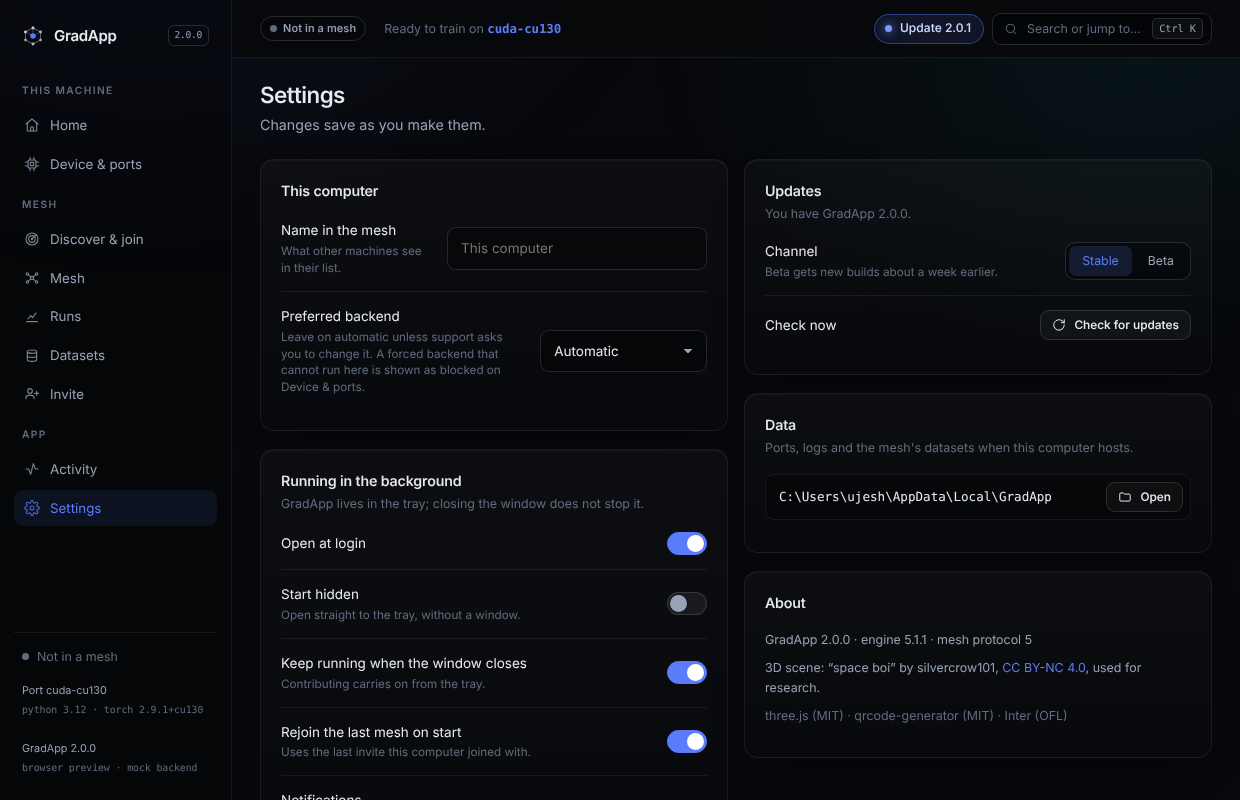 GradApp
2.0.0
THIS MACHINE
Home
Device & ports
MESH
Discover & join
Mesh
Runs
Datasets
Invite
APP
Activity
Settings
Not in a mesh
Port cuda-cu130
python 3.12 · torch 2.9.1+cu130
GradApp 2.0.0
browser preview · mock backend
Not in a mesh
Ready to train on cuda-cu130
Update 2.0.1
Search or jump to...
Ctrl K
Settings
Changes save as you make them.
This computer
Name in the mesh
What other machines see
in their list.
This computer
Preferred backend
Leave on automatic unless support asks
you to change it. A forced backend that
cannot run here is shown as blocked on
Device & ports.
Automatic
Running in the background
GradApp lives in the tray; closing the window does not stop it.
Open at login
Start hidden
Open straight to the tray, without a window.
Keep running when the window closes
Contributing carries on from the tray.
Rejoin the last mesh on start
Uses the last invite this computer joined with.
Notifications
Updates
You have GradApp 2.0.0.
Channel
Beta gets new builds about a week earlier.
Stable
Beta
Check now
Check for updates
Data
Ports, logs and the mesh's datasets when this computer hosts.
C:\Users\ujesh\AppData\Local\GradApp
Open
About
GradApp 2.0.0 · engine 5.1.1 · mesh protocol 5
3D scene: “space boi” by silvercrow101, CC BY-NC 4.0, used for
research.
three.js (MIT) · qrcode-generator (MIT) · Inter (OFL)